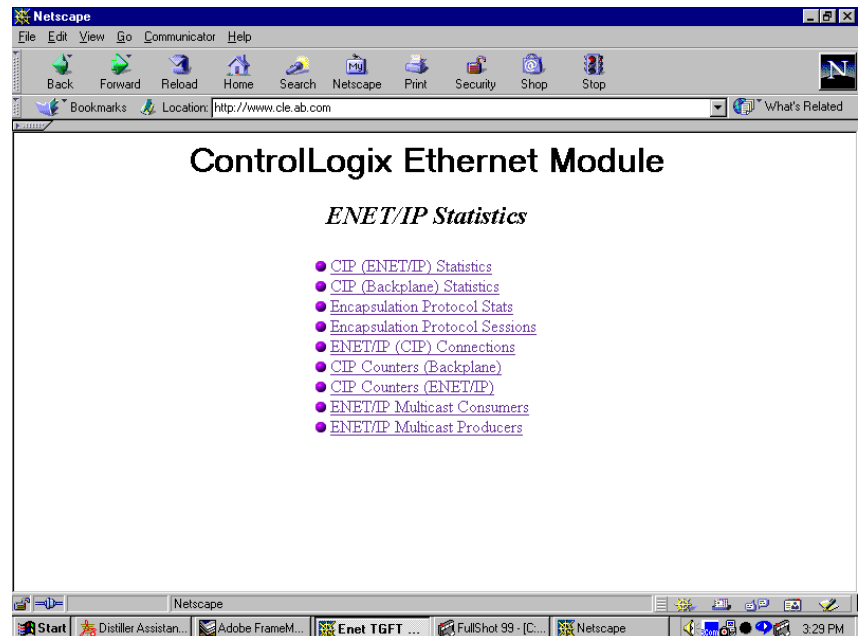 Netscape
File Edit View Go Communicator Help
Back Forward Reload Home Search Netscape Print Security Shop Stop
My
N
Bookmarks Location: http://www.cle.ab.com What's Related
ControlLogix Ethernet Module
ENET/IP Statistics
CIP (ENET/IP) Statistics
CIP (Backplane) Statistics
Encapsulation Protocol Stats
Encapsulation Protocol Sessions
ENET/IP (CIP) Connections
CIP Counters (Backplane)
CIP Counters (ENET/IP)
ENET/IP Multicast Consumers
ENET/IP Multicast Producers
Netscape
Start Distiller Assistan... Adobe FrameM... Enet TGFT ... FullShot 99 - [C:... Netscape 3com 3:29 PM